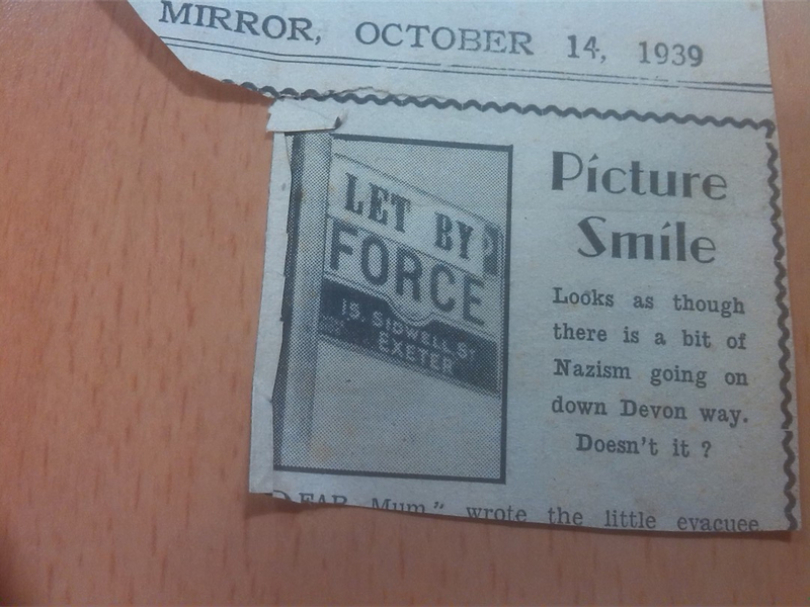 MIRROR, OCTOBER 14, 1939
LET BY
FORCE
15, SIDWELL ST
EXETER
Picture
Smile
Looks as though
there is a bit of
Nazism going on
down Devon way.
Doesn't it ?
DEAR Mum," wrote the little evacuee